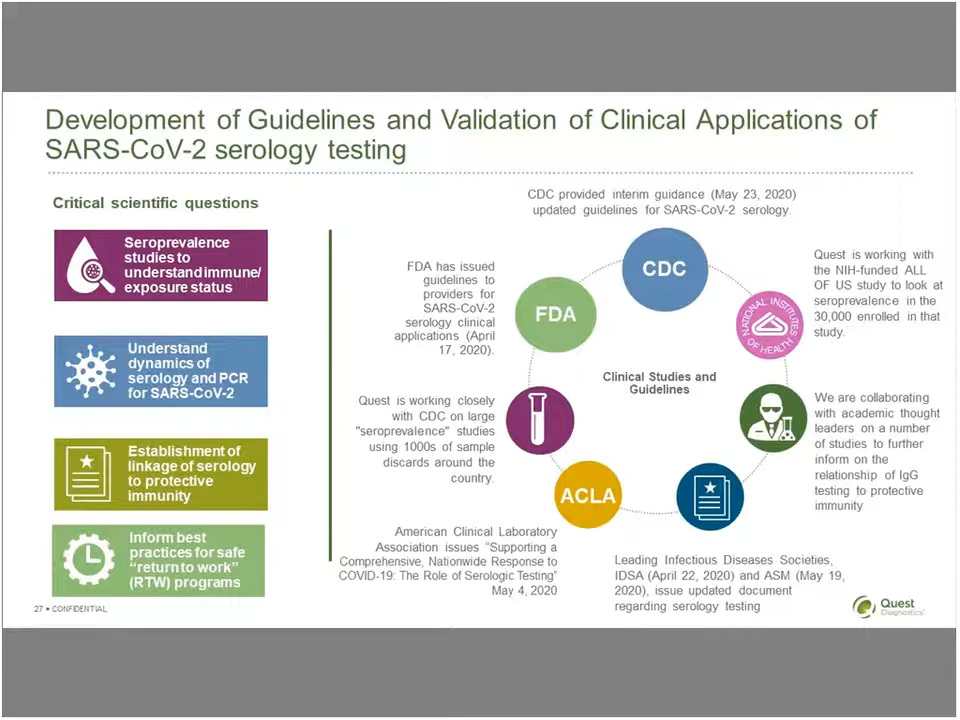 Development of Guidelines and Validation of Clinical Applications of
SARS-CoV-2 serology testing
Critical scientific questions
Seroprevalence
studies to
understand immune/
exposure status
Understand
dynamics of
serology and PCR
for SARS-CoV-2
Establishment of
linkage of serology
to protective
immunity
Inform best
practices for safe
“return to work”
(RTW) programs
CDC provided interim guidance (May 23, 2020)
updated guidelines for SARS-CoV-2 serology.
CDC
FDA has issued
guidelines to
providers for
SARS-CoV-2
serology clinical
applications (April
17, 2020).
FDA
Quest is working with
the NIH-funded ALL
OF US study to look at
seroprevalence in the
30,000 enrolled in that
study.
NATIONAL INSTITUTES
OF HEALTH
Clinical Studies and
Guidelines
Quest is working closely
with CDC on large
"seroprevalence" studies
using 1000s of sample
discards around the
country.
We are collaborating
with academic thought
leaders on a number
of studies to further
inform on the
relationship of IgG
testing to protective
immunity
ACLA
American Clinical Laboratory
Association issues “Supporting a
Comprehensive, Nationwide Response to
COVID-19: The Role of Serologic Testing”
May 4, 2020
Leading Infectious Diseases Societies,
IDSA (April 22, 2020) and ASM (May 19,
2020), issue updated document
regarding serology testing
27 • CONFIDENTIAL
Quest
Diagnostics